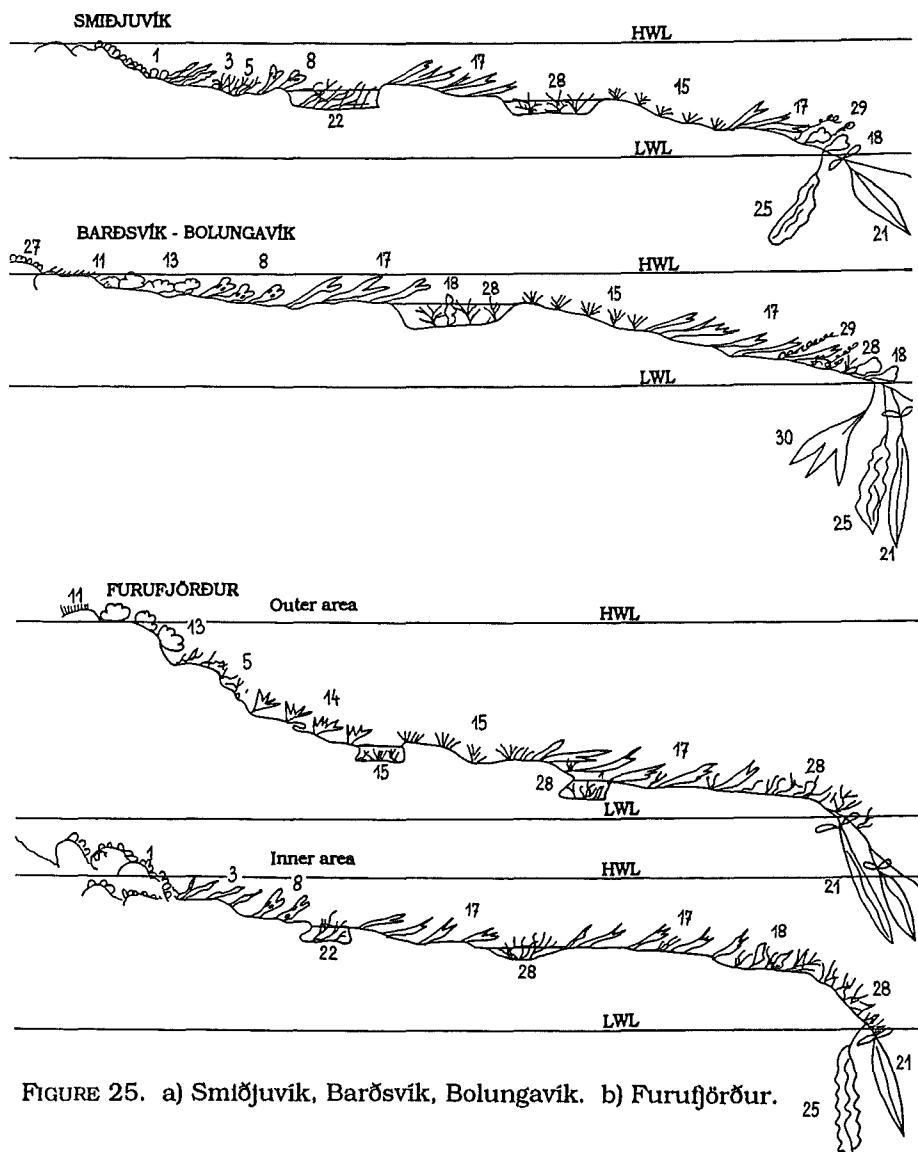 SMIÐJUVÍK
HWL
1 3 5 8 17 28 15 17 29
22 18
LWL
25 21
BARÐSVÍK - BOLUNGAVÍK
27 11 13 8 17 HWL
18 28 15 17 29 28 18
LWL
30
25 21
FURUFJÖRÐUR
11 Outer area HWL
13 5
14 15 17 28
15 28 1
LWL
21
Inner area
1 3 8 HWL
17 17 18
22 28 28
LWL
21
25
FIGURE 25. a) Smiðjuvík, Barðsvík, Bolungavík. b) Furufjörður.